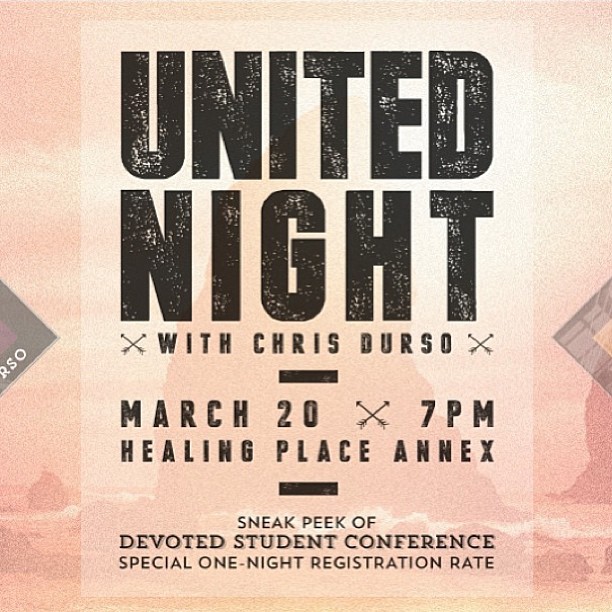 UNITED
NIGHT
WITH CHRIS DURSO
MARCH 20 7PM
HEALING PLACE ANNEX
SNEAK PEEK OF
DEVOTED STUDENT CONFERENCE
SPECIAL ONE-NIGHT REGISTRATION RATE
RSO